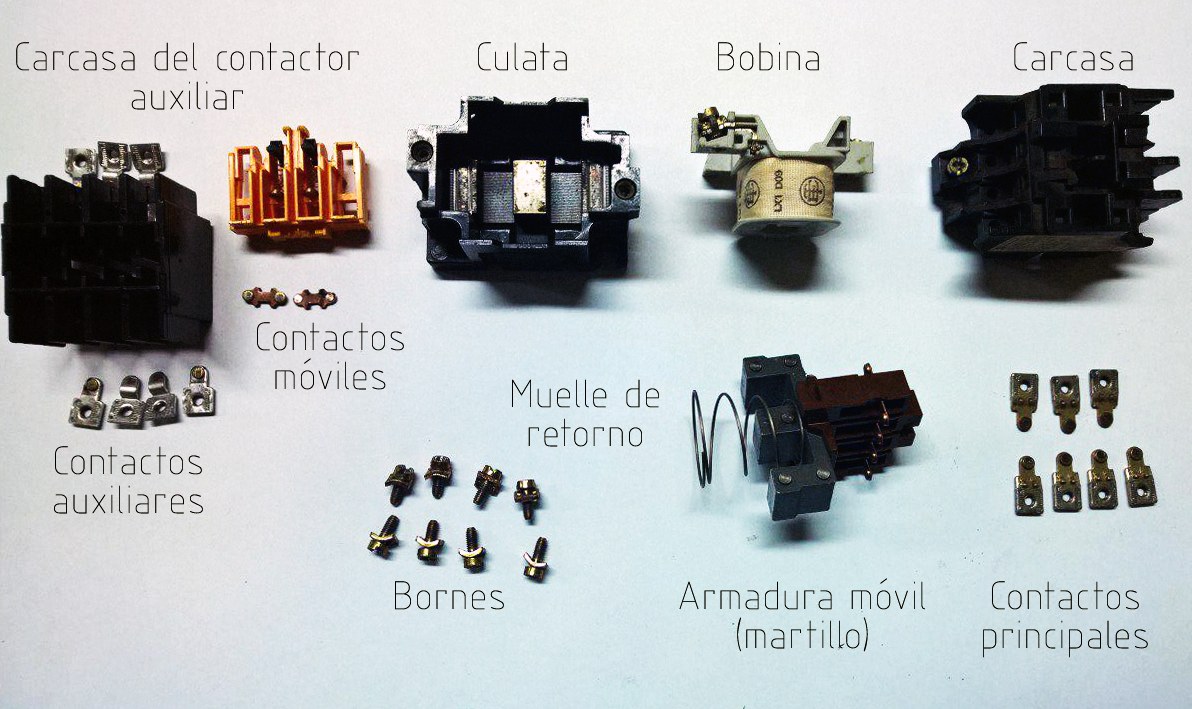 Carcasa del contactor
auxiliar
Culata
Bobina
Carcasa
LX1 D09
Contactos
móviles
Muelle de
retorno
Contactos
auxiliares
Bornes
Armadura móvil
(martillo)
Contactos
principales